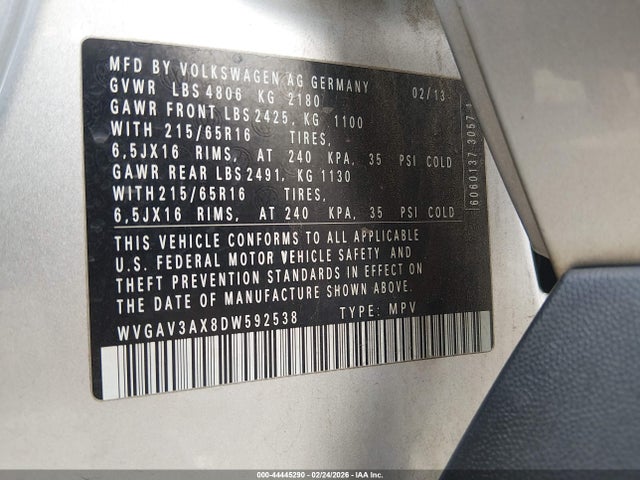 MFD BY VOLKSWAGEN AG GERMANY 02/13
GVWR LBS 4806 KG 2180
GAWR FRONT LBS 2425, KG 1100
WITH 215/65R16 TIRES,
6,5JX16 RIMS, AT 240 KPA, 35 PSI COLD
GAWR REAR LBS 2491, KG 1130
WITH 215/65R16 TIRES,
6,5JX16 RIMS, AT 240 KPA, 35 PSI COLD
THIS VEHICLE CONFORMS TO ALL APPLICABLE
U.S. FEDERAL MOTOR VEHICLE SAFETY AND
THEFT PREVENTION STANDARDS IN EFFECT ON
THE DATE OF MANUFACTURE SHOWN ABOVE.
WVGAV3AX8DW592538 TYPE: MPV
6060137 3057 1
000-44445290 - 02/24/2026 - IAA Inc.